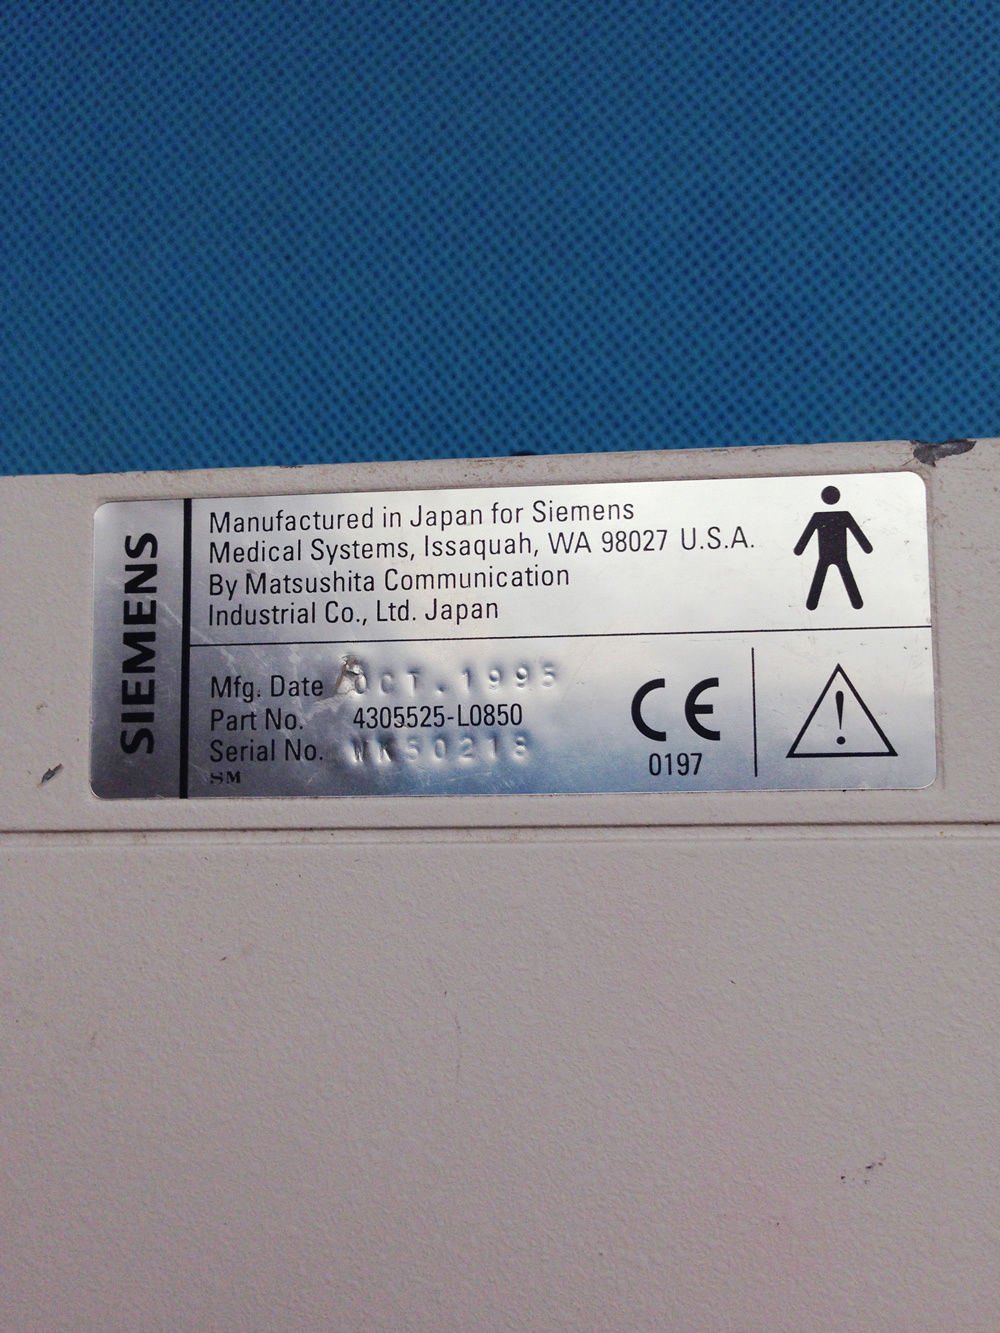 SIEMENS
Manufactured in Japan for Siemens
Medical Systems, Issaquah, WA 98027 U.S.A.
By Matsushita Communication
Industrial Co., Ltd. Japan
Mfg. Date OCT.1995
Part No. 4305525-L0850
Serial No.
SM
CE
0197